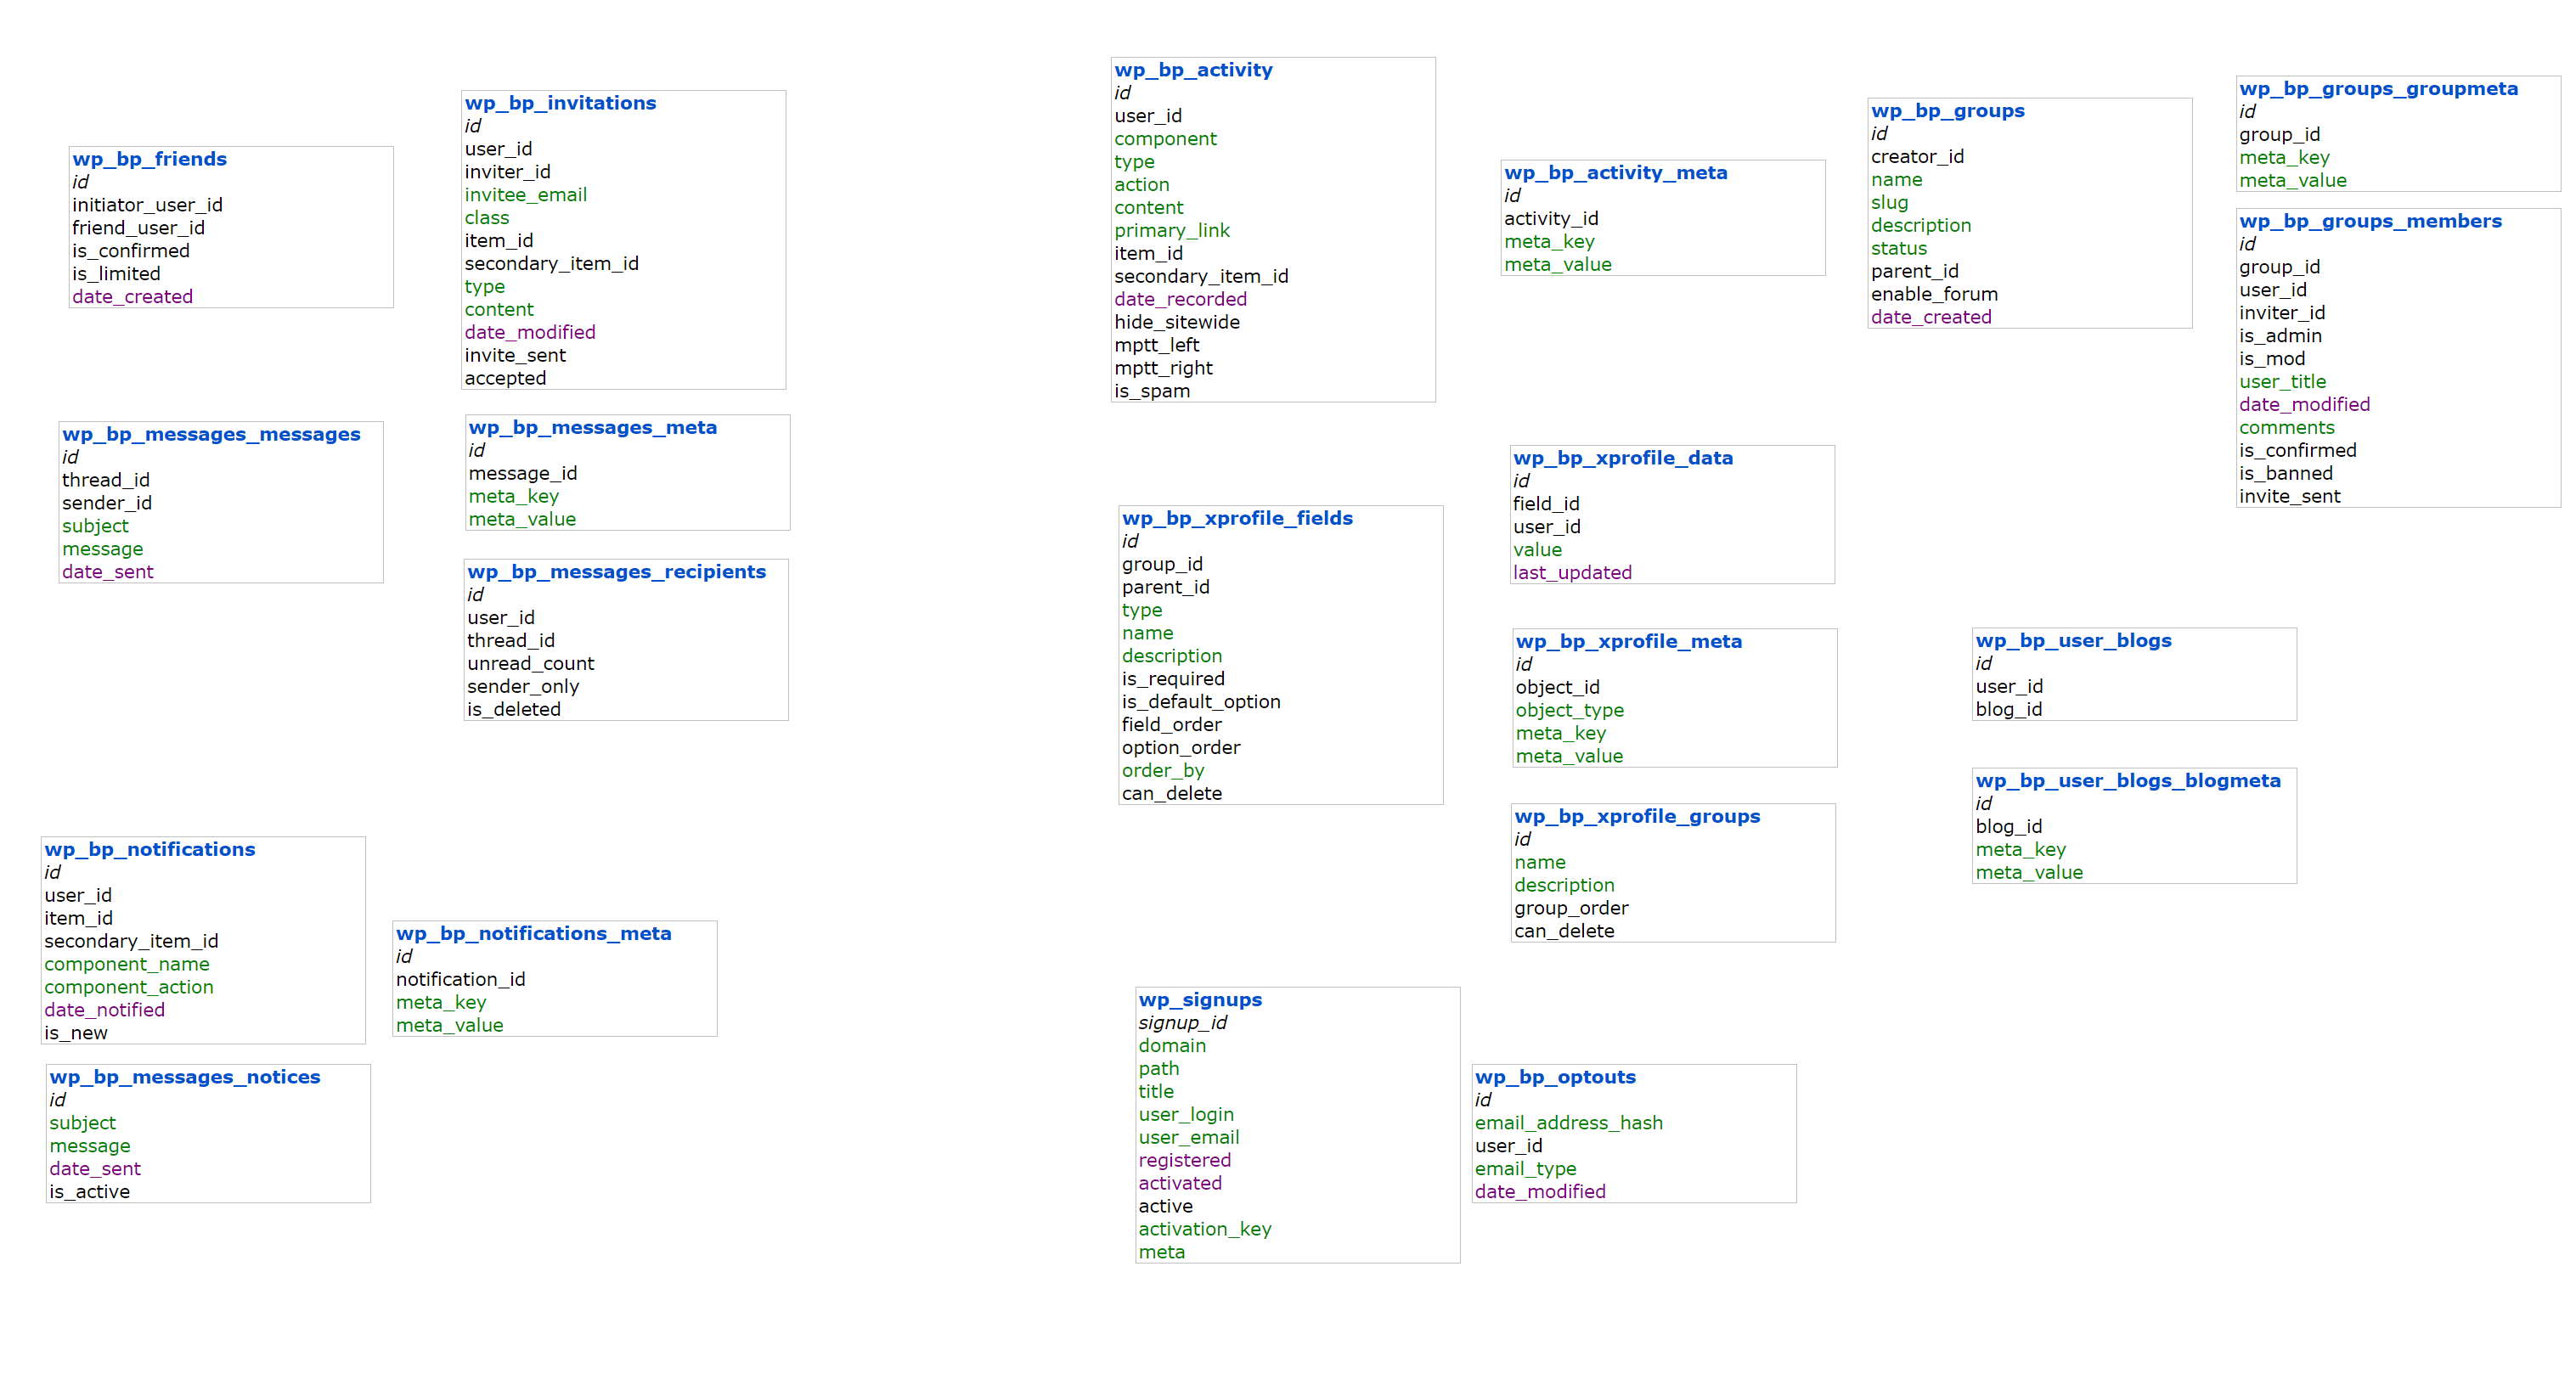 wp_bp_friends
id
initiator_user_id
friend_user_id
is_confirmed
is_limited
date_created
wp_bp_invitations
id
user_id
inviter_id
invitee_email
class
item_id
secondary_item_id
type
content
date_modified
invite_sent
accepted
wp_bp_messages_messages
id
thread_id
sender_id
subject
message
date_sent
wp_bp_messages_meta
id
message_id
meta_key
meta_value
wp_bp_messages_recipients
id
user_id
thread_id
unread_count
sender_only
is_deleted
wp_bp_notifications
id
user_id
item_id
secondary_item_id
component_name
component_action
date_notified
is_new
wp_bp_notifications_meta
id
notification_id
meta_key
meta_value
wp_bp_messages_notices
id
subject
message
date_sent
is_active
wp_bp_activity
id
user_id
component
type
action
content
primary_link
item_id
secondary_item_id
date_recorded
hide_sitewide
mptt_left
mptt_right
is_spam
wp_bp_activity_meta
id
activity_id
meta_key
meta_value
wp_bp_groups
id
creator_id
name
slug
description
status
parent_id
enable_forum
date_created
wp_bp_groups_groupmeta
id
group_id
meta_key
meta_value
wp_bp_groups_members
id
group_id
user_id
inviter_id
is_admin
is_mod
user_title
date_modified
comments
is_confirmed
is_banned
invite_sent
wp_bp_xprofile_fields
id
group_id
parent_id
type
name
description
is_required
is_default_option
field_order
option_order
order_by
can_delete
wp_bp_xprofile_data
id
field_id
user_id
value
last_updated
wp_bp_xprofile_meta
id
object_id
object_type
meta_key
meta_value
wp_bp_xprofile_groups
id
name
description
group_order
can_delete
wp_bp_user_blogs
id
user_id
blog_id
wp_bp_user_blogs_blogmeta
id
blog_id
meta_key
meta_value
wp_signups
signup_id
domain
path
title
user_login
user_email
registered
activated
active
activation_key
meta
wp_bp_optouts
id
email_address_hash
user_id
email_type
date_modified